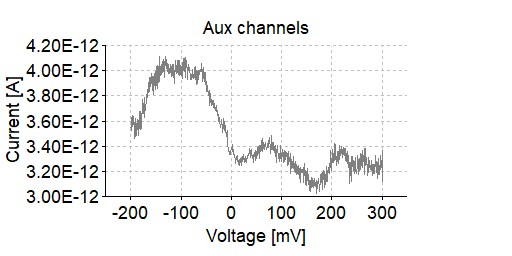 Aux channels
4.20E-12
4.00E-12
3.80E-12
3.60E-12
3.40E-12
3.20E-12
3.00E-12
Current [A]
-200 -100 0 100 200 300
Voltage [mV]